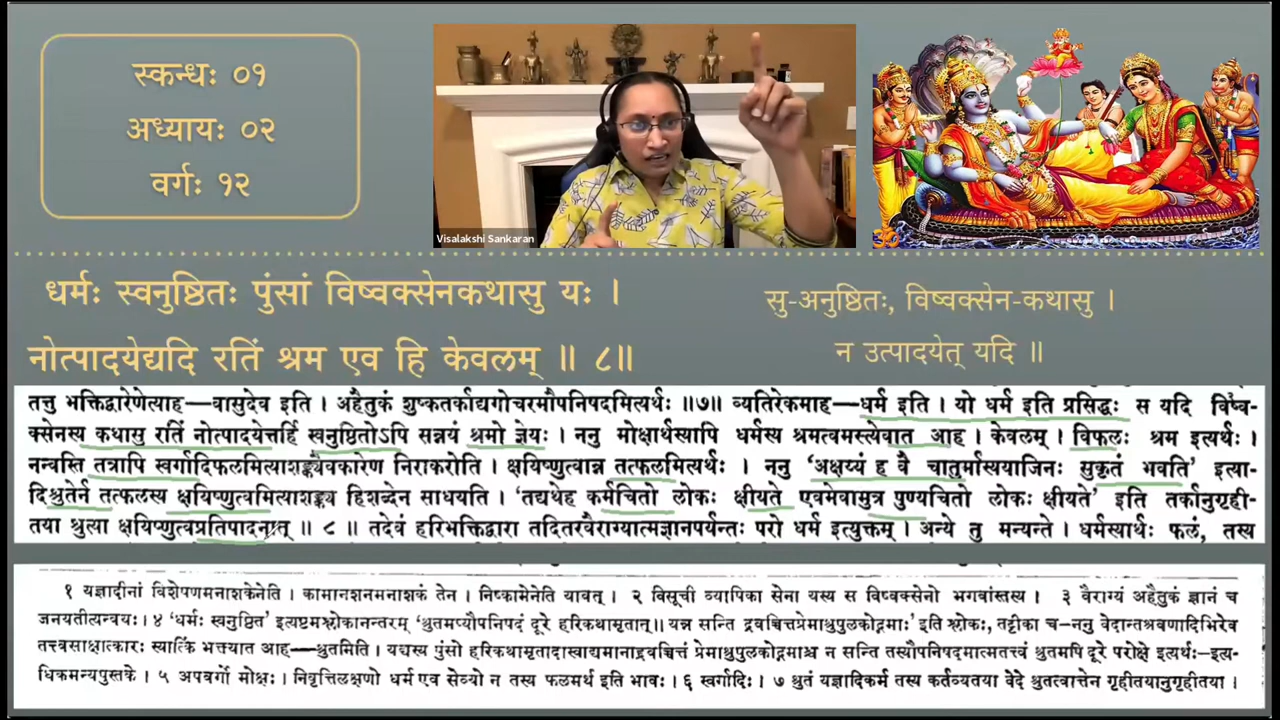 स्कन्धः ०१
अध्यायः ०२
वर्गः १२
Visalakshi Sankaran
धर्मः स्वनुष्ठितः पुंसां विष्वक्सेनकथासु यः ।
नोत्पादयेद्यदि रतिं श्रम एव हि केवलम् ॥ ८॥
सु-अनुष्ठितः, विष्वक्सेन-कथासु ।
न उत्पादयेत् यदि ॥
तत्तु भक्तिद्वारेणेत्याह—वासुदेव इति । अहैतुकं शुष्कतर्काद्यगोचरमौपनिषदमित्यर्थः ॥७॥ व्यतिरेकमाह—धर्म इति । यो धर्म इति प्रसिद्धः स यदि विष्व-
क्सेनस्य कथासु रतिं नोत्पादयेत्तर्हि स्वनुष्ठितोऽपि सन्नयं श्रमो ज्ञेयः । ननु मोक्षार्थस्यापि धर्मस्य श्रमत्वमस्त्येवात आह । केवलम् । विफलः श्रम इत्यर्थः ।
नन्वस्ति तत्रापि स्वर्गादिफलमित्याशङ्क्यैवकारेण निराकरोति । क्षयिष्णुत्वान्न तत्फलमित्यर्थः । ननु 'अक्षय्यं ह वै चातुर्मास्ययाजिनः सुकृतं भवति' इत्या-
दिश्रुतेर्न तत्फलस्य क्षयिष्णुत्वमित्याशङ्क्य हिशब्देन साधयति । 'तद्यथेह कर्मचितो लोकः क्षीयते एवमेवामुत्र पुण्यचितो लोकः क्षीयते' इति तर्कानुगृही-
तया श्रुत्या क्षयिष्णुत्वप्रतिपादनात् ॥ ८ ॥ तदेवं हरिभक्तिद्वारा तदितरवैराग्यात्मज्ञानपर्यन्तः परो धर्म इत्युक्तम् । अन्ये तु मन्यन्ते । धर्मस्यार्थः फलं, तस्य
१ यज्ञादीनां विशेषणमनाशकेनेति । कामानशनमनाशकं तेन । निष्कामेनेति यावत् । २ विसूची व्यापिका सेना यस्य स विष्वक्सेनो भगवांस्तस्य । ३ वैराग्यं अहैतुकं ज्ञानं च
जनयतीत्यन्वयः । ४ 'धर्मः स्वनुष्ठित' इत्यष्टमश्लोकानन्तरम् 'श्रुतमप्यौपनिषदं दूरे हरिकथामृतात् ॥ यन्न सन्ति द्रवच्चित्तप्रेमाश्रुपुलकोद्गमाः' इति श्लोकः, तट्टीका च—ननु वेदान्तश्रवणादिभिरेव
तत्त्वसाक्षात्कारः स्यात्किं भक्त्यात आह—श्रुतमिति । यद्यस्य पुंसो हरिकथामृतादास्वाद्यमानाद्रवच्चित्तं प्रेमाश्रुपुलकोद्गमाश्च न सन्ति तस्यौपनिषदमात्मतत्त्वं श्रुतमपि दूरे परोक्षे इत्यर्थः—इत्य-
धिकमन्यपुस्तके । ५ अपवर्गो मोक्षः । निवृत्तिलक्षणो धर्म एव सेव्यो न तस्य फलमर्थ इति भावः । ६ स्वर्गादिः । ७ श्रुतं यज्ञादिकर्म तस्य कर्तव्यतया वेदे श्रुतत्वात्तेन गृहीतयानुगृहीतया ।